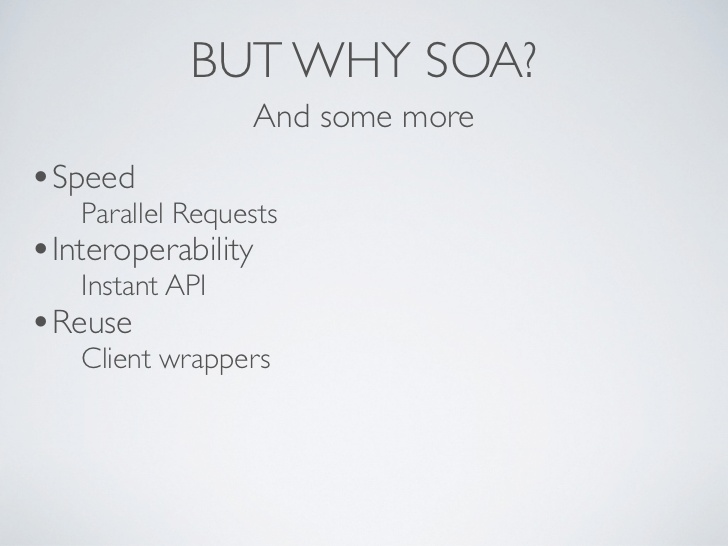 BUT WHY SOA?
And some more
•Speed
Parallel Requests
•Interoperability
Instant API
•Reuse
Client wrappers